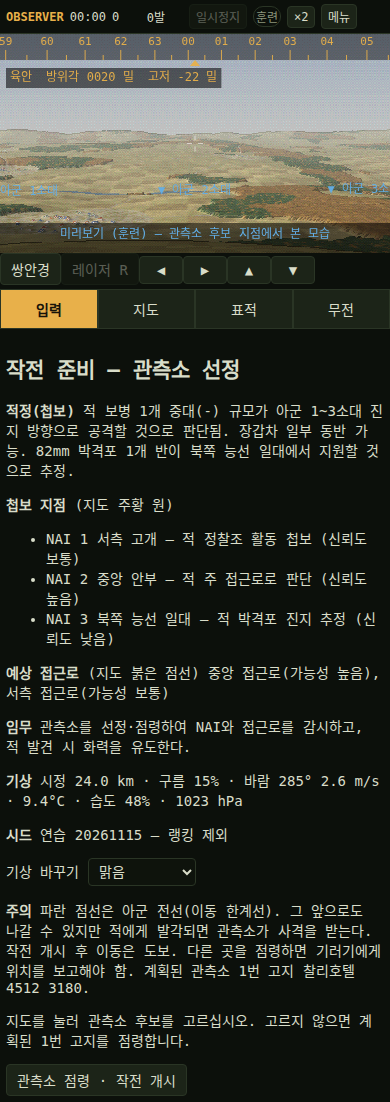 OBSERVER 00:00 0 0발 일시정지 훈련 ×2 메뉴
59 60 61 62 63 00 01 02 03 04 05
육안 방위각 0020 밀 고저 -22 밀
미리보기 (훈련) — 관측소 후보 지점에서 본 모습
쌍안경 레이저 R ◀ ▶ ▲ ▼
입력 지도 표적 무전
작전 준비 — 관측소 선정
적정(첩보) 적 보병 1개 중대(-) 규모가 아군 1~3소대 진
지 방향으로 공격할 것으로 판단됨. 장갑차 일부 동반 가
능. 82mm 박격포 1개 반이 북쪽 능선 일대에서 지원할 것
으로 추정.
첩보 지점 (지도 주황 원)
• NAI 1 서측 고개 — 적 정찰조 활동 첩보 (신뢰도
보통)
• NAI 2 중앙 안부 — 적 주 접근로로 판단 (신뢰도
높음)
• NAI 3 북쪽 능선 일대 — 적 박격포 진지 추정 (신
뢰도 낮음)
예상 접근로 (지도 붉은 점선) 중앙 접근로(가능성 높음),
서측 접근로(가능성 보통)
임무 관측소를 선정·점령하여 NAI와 접근로를 감시하고,
적 발견 시 화력을 유도한다.
기상 시정 24.0 km · 구름 15% · 바람 285° 2.6 m/s
· 9.4°C · 습도 48% · 1023 hPa
시드 연습 20261115 — 랭킹 제외
기상 바꾸기 맑음
주의 파란 점선은 아군 전선(이동 한계선). 그 앞으로도
나갈 수 있지만 적에게 발각되면 관측소가 사격을 받는다.
작전 개시 후 이동은 도보. 다른 곳을 점령하면 기러기에게
위치를 보고해야 함. 계획된 관측소 1번 고지 찰리호텔
4512 3180.
지도를 눌러 관측소 후보를 고르십시오. 고르지 않으면 계
획된 1번 고지를 점령합니다.
관측소 점령 · 작전 개시